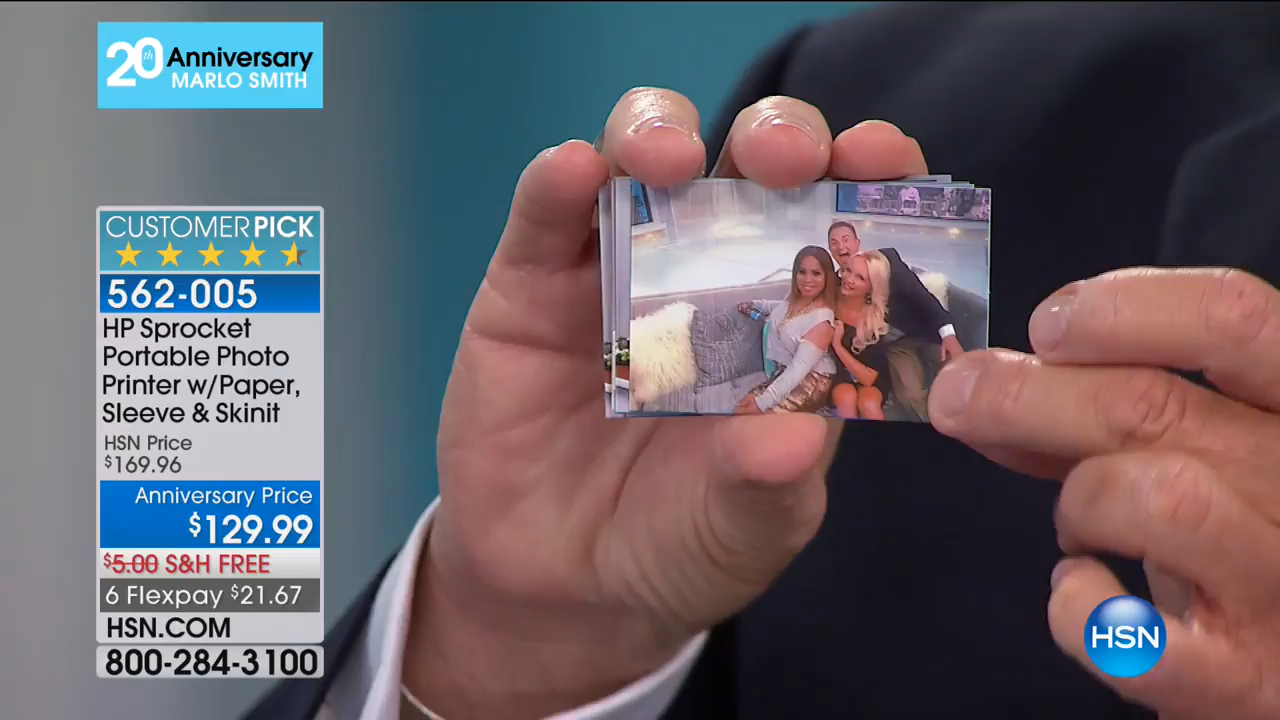 20th Anniversary
MARLO SMITH
CUSTOMER PICK
562-005
HP Sprocket
Portable Photo
Printer w/Paper,
Sleeve & Skinit
HSN Price
$169.96
Anniversary Price
$129.99
$5.00 S&H FREE
6 Flexpay $21.67
HSN.COM
800-284-3100
HSN